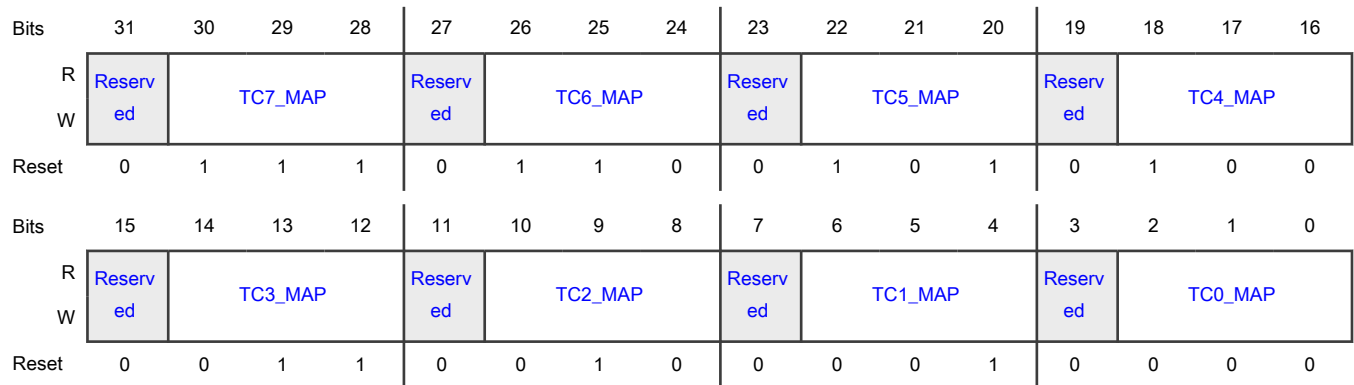 Bits 31 30 29 28 27 26 25 24 23 22 21 20 19 18 17 16
R
W
Reserv
ed
TC7_MAP
Reserv
ed
TC6_MAP
Reserv
ed
TC5_MAP
Reserv
ed
TC4_MAP
Reset 0 1 1 1 0 1 1 0 0 1 0 1 0 1 0 0
Bits 15 14 13 12 11 10 9 8 7 6 5 4 3 2 1 0
R
W
Reserv
ed
TC3_MAP
Reserv
ed
TC2_MAP
Reserv
ed
TC1_MAP
Reserv
ed
TC0_MAP
Reset 0 0 1 1 0 0 1 0 0 0 0 1 0 0 0 0